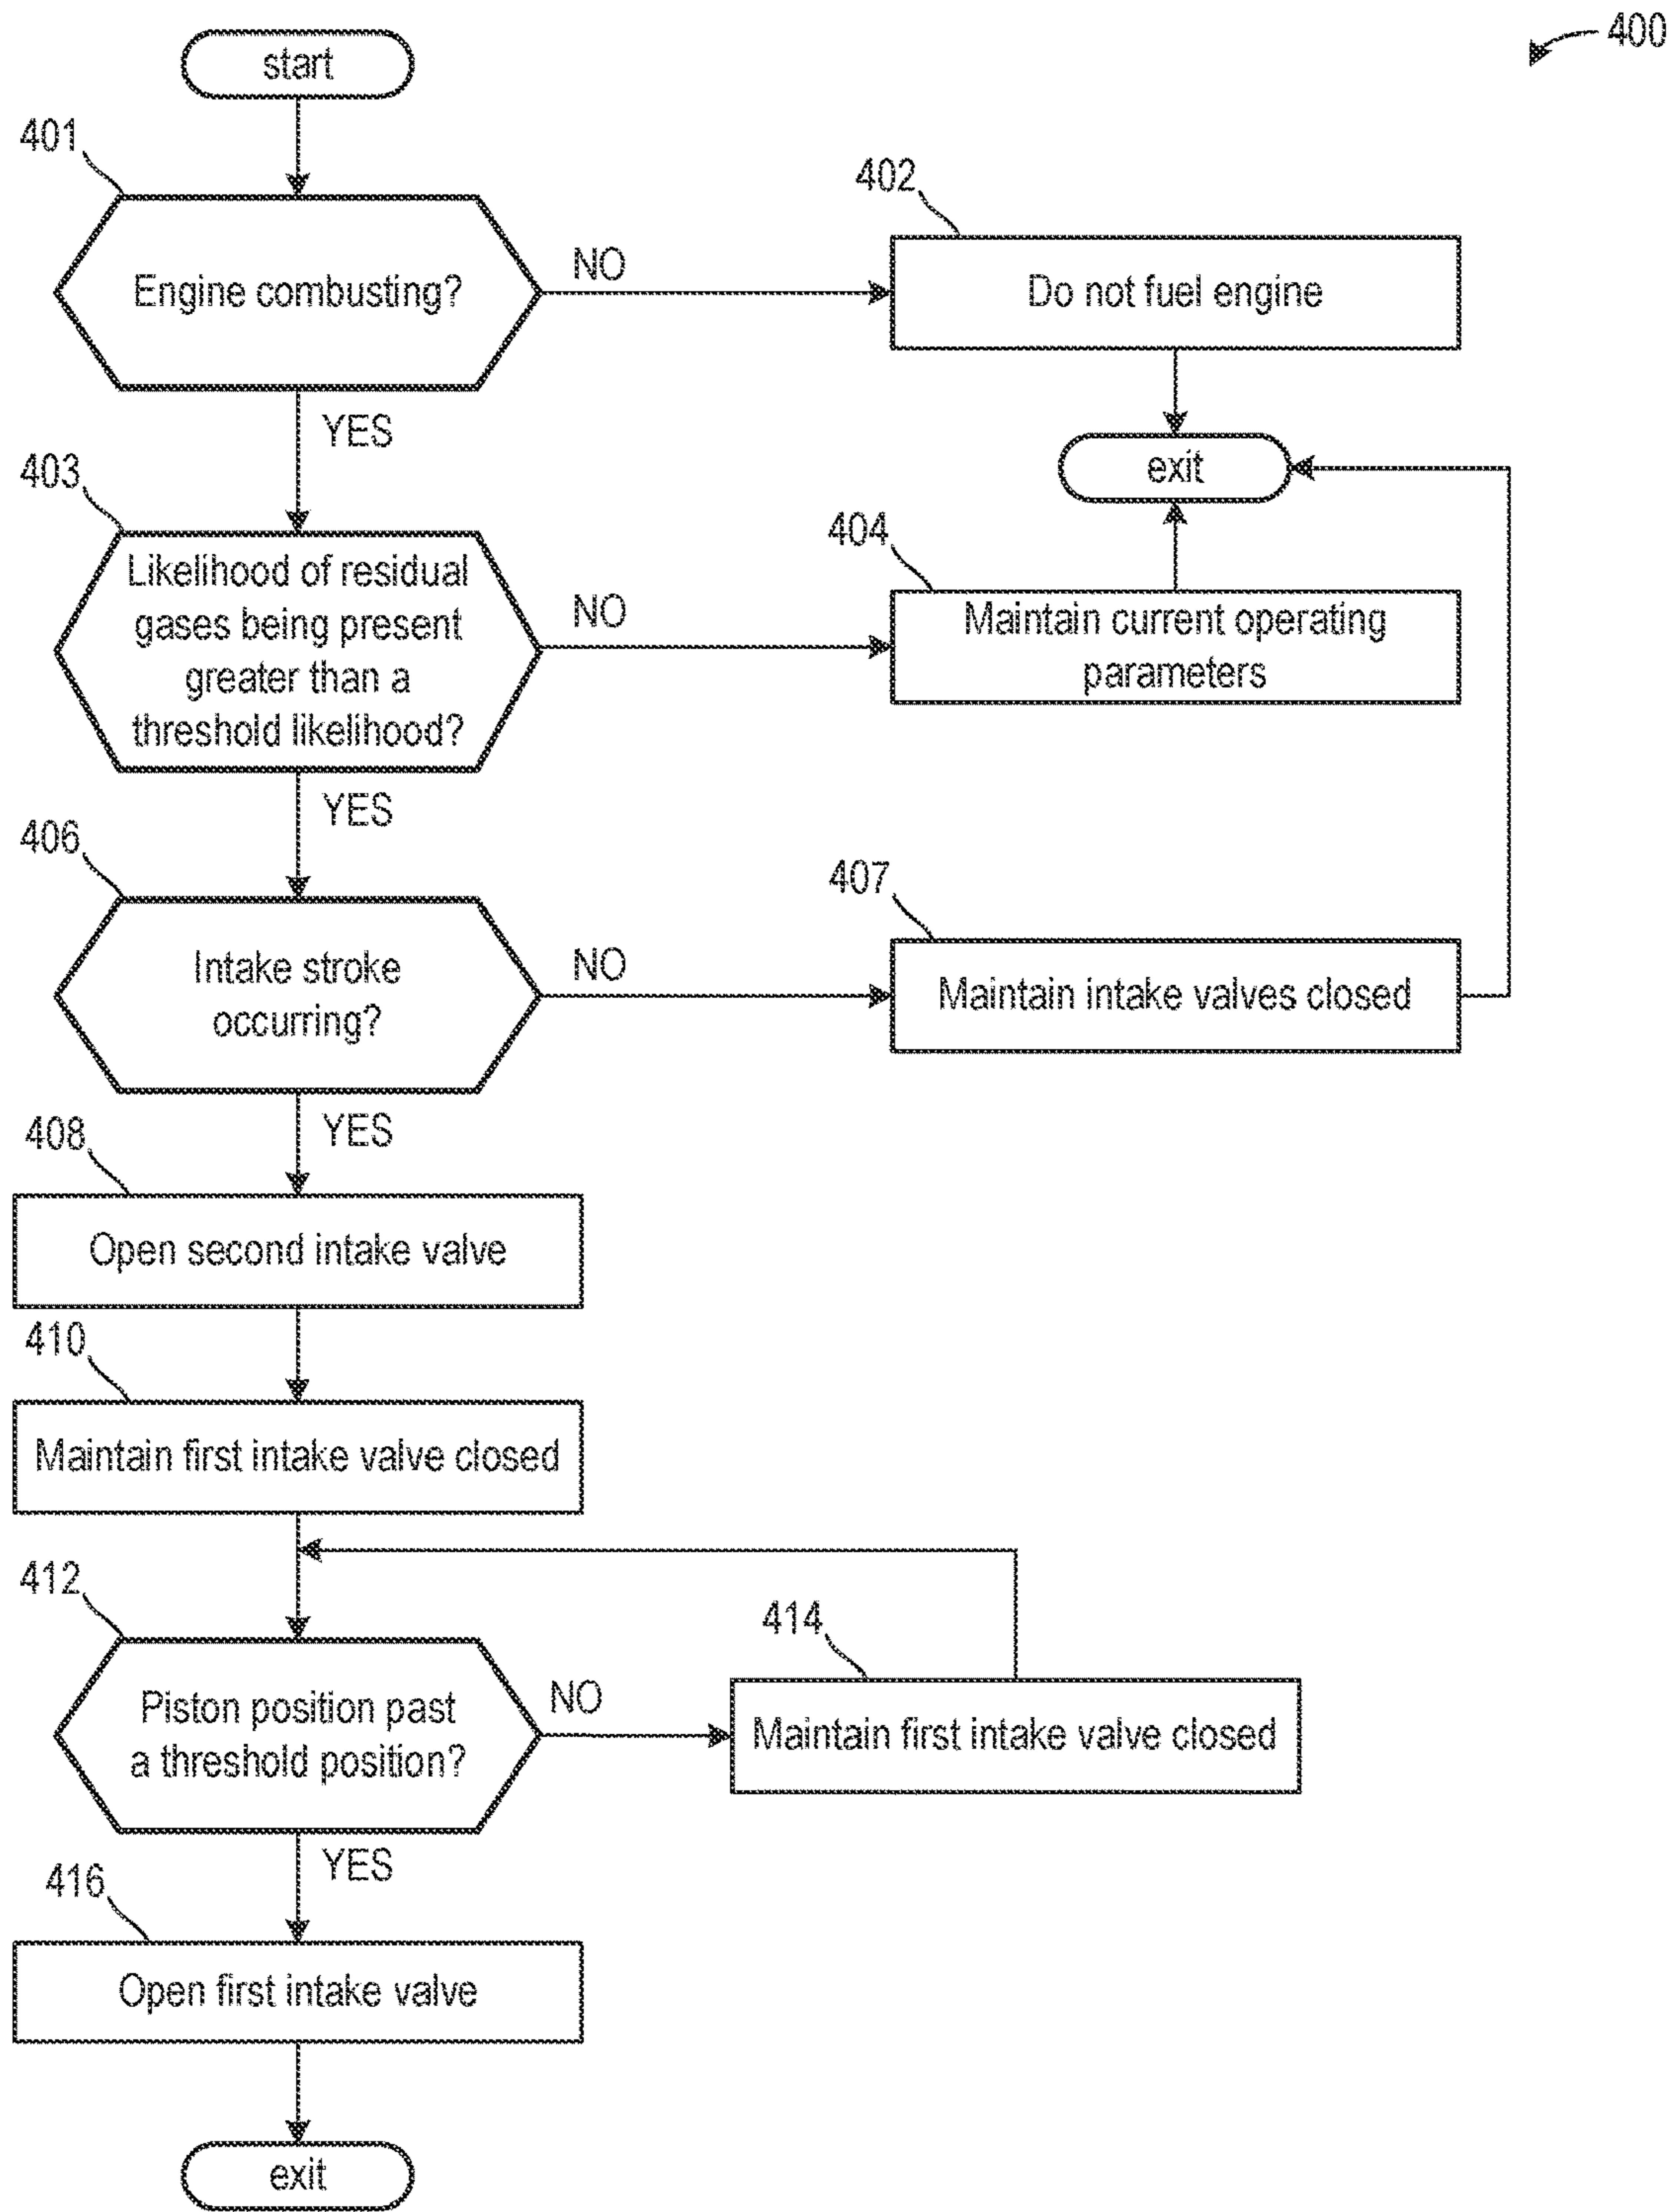 400
start
401
Engine combusting?
NO
402
Do not fuel engine
YES
exit
403
Likelihood of residual
gases being present
greater than a
threshold likelihood?
NO
404
Maintain current operating
parameters
YES
406
Intake stroke
occurring?
NO
407
Maintain intake valves closed
YES
408
Open second intake valve
410
Maintain first intake valve closed
412
Piston position past
a threshold position?
NO
414
Maintain first intake valve closed
YES
416
Open first intake valve
exit